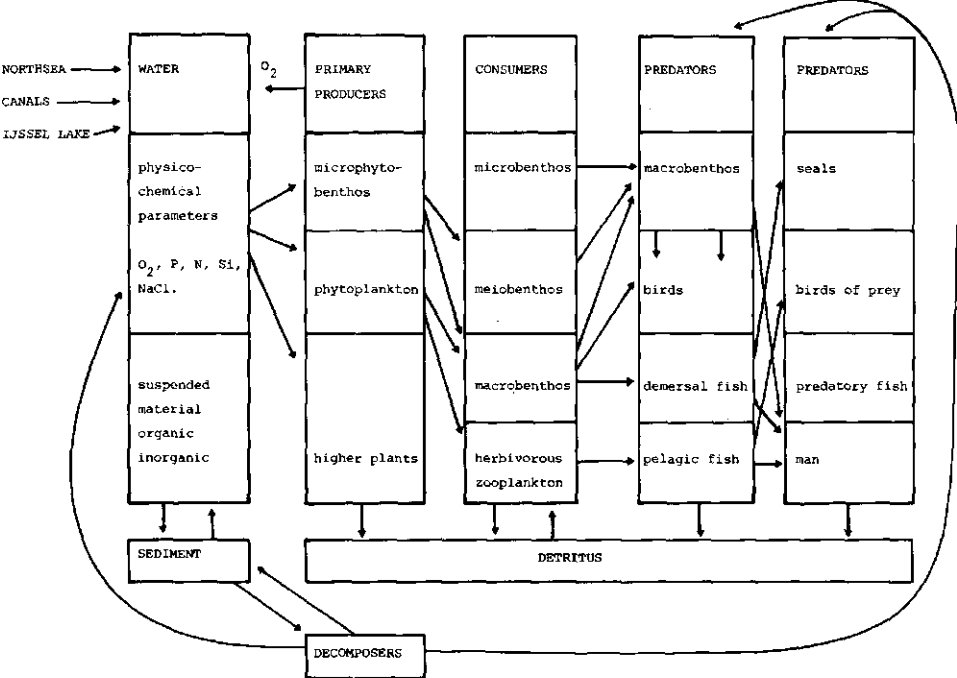 NORTHSEA
CANALS
IJSSEL LAKE
WATER
physico-
chemical
parameters
O2, P, N, Si,
NaCl.
suspended
material
organic
inorganic
SEDIMENT
O2
PRIMARY
PRODUCERS
microphyto-
benthos
phytoplankton
higher plants
CONSUMERS
microbenthos
meiobenthos
macrobenthos
herbivorous
zooplankton
PREDATORS
macrobenthos
birds
demersal fish
pelagic fish
PREDATORS
seals
birds of prey
predatory fish
man
DETRITUS
DECOMPOSERS